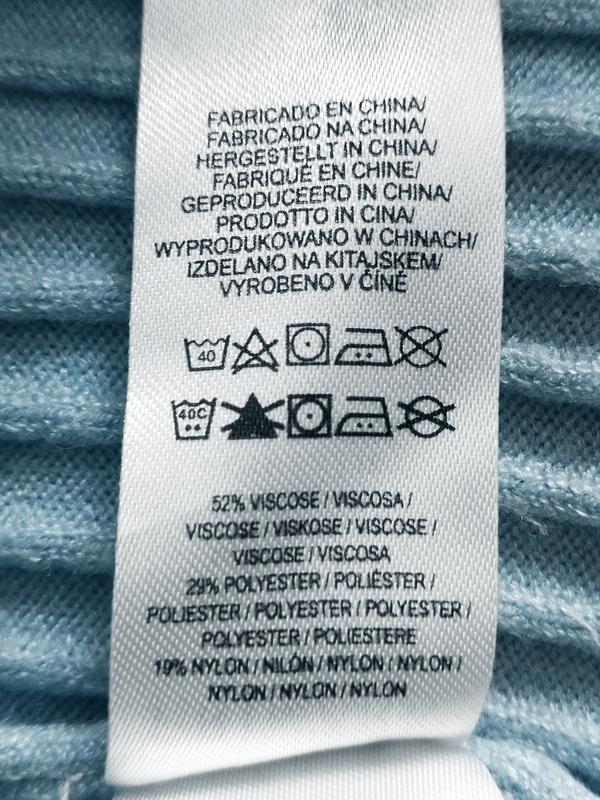 FABRICADO EN CHINA/
FABRICADO NA CHINA/
HERGESTELLT IN CHINA/
FABRIQUÉ EN CHINE/
GEPRODUCEERD IN CHINA/
PRODOTTO IN CINA/
WYPRODUKOWANO W CHINACH/
IZDELANO NA KITAJSKEM/
VYROBENO V ČÍNĚ
40
40C
52% VISCOSE / VISCOSA /
VISCOSE / VISKOSE / VISCOSE /
VISCOSE / VISCOSA
29% POLYESTER / POLIÉSTER /
POLIESTER / POLYESTER / POLYESTER /
POLYESTER / POLIESTERE
19% NYLON / NILÓN / NYLON / NYLON /
NYLON / NYLON / NYLON